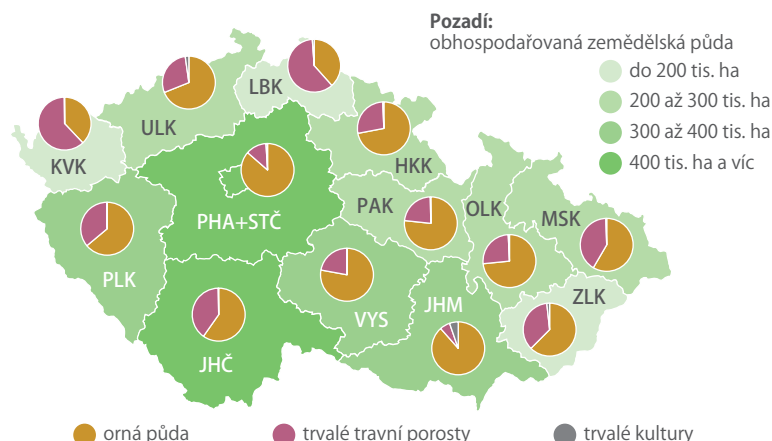 Pozadí:
obhospodařovaná zemědělská půda
do 200 tis. ha
200 až 300 tis. ha
300 až 400 tis. ha
400 tis. ha a víc
LBK
ULK
KVK
HKK
PHA+STČ
PAK
OLK
MSK
PLK
VYS
JHM
ZLK
JHČ
orná půda
trvalé travní porosty
trvalé kultury